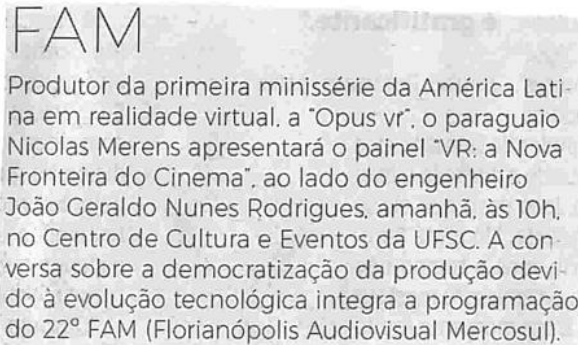 FAM
Produtor da primeira minissérie da América Lati-
na em realidade virtual, a "Opus vr", o paraguaio
Nicolas Merens apresentará o painel "VR: a Nova
Fronteira do Cinema", ao lado do engenheiro
João Geraldo Nunes Rodrigues, amanhã, às 10h,
no Centro de Cultura e Eventos da UFSC. A con-
versa sobre a democratização da produção devi-
do à evolução tecnológica integra a programação
do 22º FAM (Florianópolis Audiovisual Mercosul).